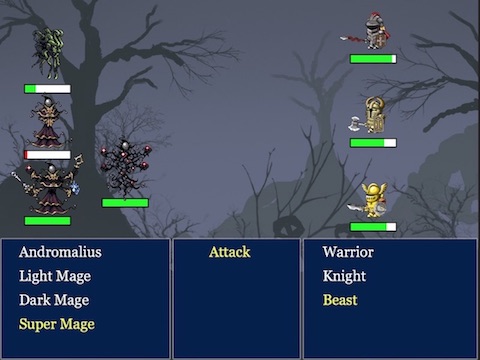 Andromalius
Light Mage
Dark Mage
Super Mage
Attack
Warrior
Knight
Beast